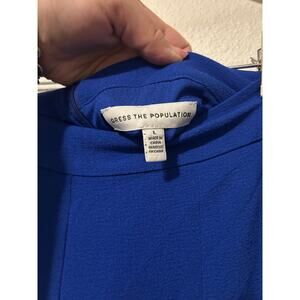 DRESS THE POPULATION
L
MADE IN
CHINA